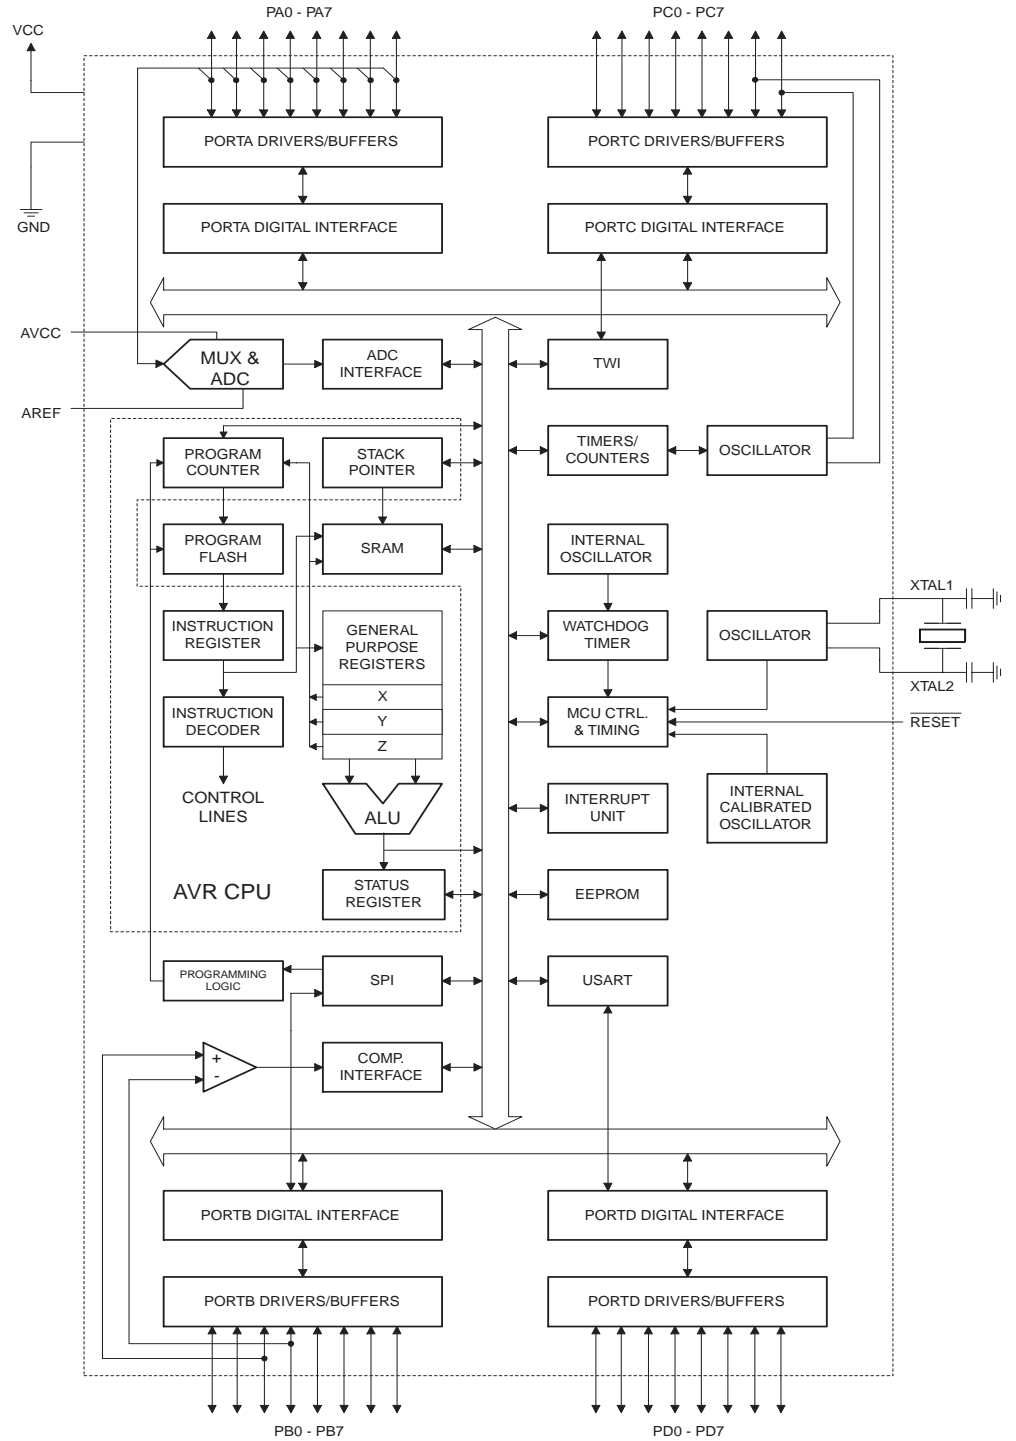 PA0 - PA7
PC0 - PC7
VCC
PORTA DRIVERS/BUFFERS
PORTC DRIVERS/BUFFERS
PORTA DIGITAL INTERFACE
PORTC DIGITAL INTERFACE
GND
AVCC
MUX &
ADC
ADC
INTERFACE
TWI
AREF
PROGRAM
COUNTER
STACK
POINTER
TIMERS/
COUNTERS
OSCILLATOR
PROGRAM
FLASH
SRAM
INTERNAL
OSCILLATOR
XTAL1
INSTRUCTION
REGISTER
GENERAL
PURPOSE
REGISTERS
WATCHDOG
TIMER
OSCILLATOR
XTAL2
X
INSTRUCTION
DECODER
Y
Z
MCU CTRL.
& TIMING
RESET
CONTROL
LINES
ALU
INTERRUPT
UNIT
INTERNAL
CALIBRATED
OSCILLATOR
AVR CPU
STATUS
REGISTER
EEPROM
PROGRAMMING
LOGIC
SPI
USART
+
-
COMP.
INTERFACE
PORTB DIGITAL INTERFACE
PORTD DIGITAL INTERFACE
PORTB DRIVERS/BUFFERS
PORTD DRIVERS/BUFFERS
PB0 - PB7
PD0 - PD7